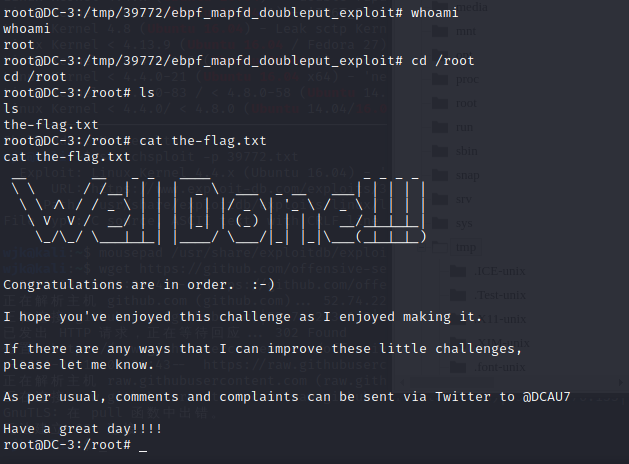 root@DC-3:/tmp/39772/ebpf_mapfd_doubleput_exploit# whoami
whoami
root
root@DC-3:/tmp/39772/ebpf_mapfd_doubleput_exploit# cd /root
cd /root
root@DC-3:/root# ls
ls
the-flag.txt
root@DC-3:/root# cat the-flag.txt
cat the-flag.txt
Well Done!!!!
Congratulations are in order.  :-)
I hope you've enjoyed this challenge as I enjoyed making it.
If there are any ways that I can improve these little challenges,
please let me know.
As per usual, comments and complaints can be sent via Twitter to @DCAU7
Have a great day!!!!
root@DC-3:/root# _